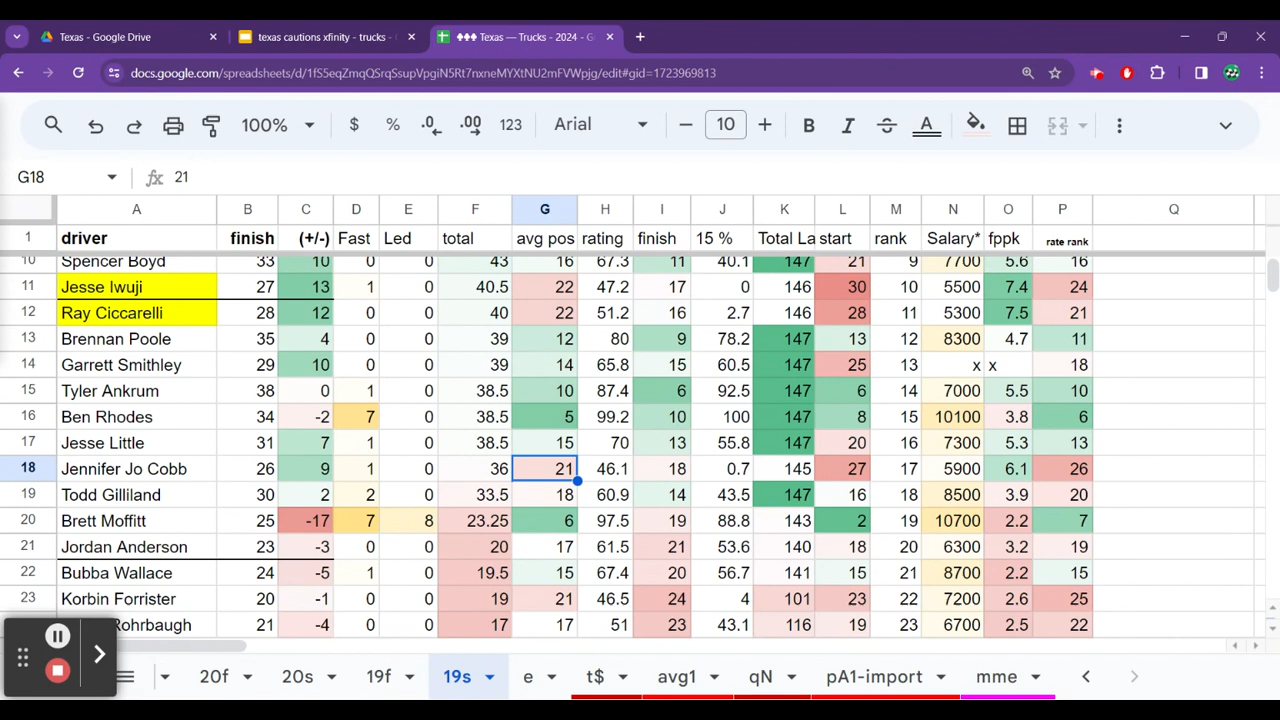 Texas - Google Drive
texas cautions xfinity - trucks -
Texas — Trucks - 2024 - G
docs.google.com/spreadsheets/d/1fS5eqZmqQSrqSsupVpgiN5Rt7nxneMYXtNU2mFVWpjg/edit#gid=1723969813
100% $ % .0 .00 123 Arial 10 B I S A
G18 fx 21
A B C D E F G H I J K L M N O P Q
1 driver finish (+/-) Fast Led total avg pos rating finish 15 % Total La start rank Salary* fppk rate rank
10 Spencer Boyd 33 10 0 0 43 16 67.3 11 40.1 147 21 9 7700 5.6 16
11 Jesse Iwuji 27 13 1 0 40.5 22 47.2 17 0 146 30 10 5500 7.4 24
12 Ray Ciccarelli 28 12 0 0 40 22 51.2 16 2.7 146 28 11 5300 7.5 21
13 Brennan Poole 35 4 0 0 39 12 80 9 78.2 147 13 12 8300 4.7 11
14 Garrett Smithley 29 10 0 0 39 14 65.8 15 60.5 147 25 13 x x 18
15 Tyler Ankrum 38 0 1 0 38.5 10 87.4 6 92.5 147 6 14 7000 5.5 10
16 Ben Rhodes 34 -2 7 0 38.5 5 99.2 10 100 147 8 15 10100 3.8 6
17 Jesse Little 31 7 1 0 38.5 15 70 13 55.8 147 20 16 7300 5.3 13
18 Jennifer Jo Cobb 26 9 1 0 36 21 46.1 18 0.7 145 27 17 5900 6.1 26
19 Todd Gilliland 30 2 2 0 33.5 18 60.9 14 43.5 147 16 18 8500 3.9 20
20 Brett Moffitt 25 -17 7 8 23.25 6 97.5 19 88.8 143 2 19 10700 2.2 7
21 Jordan Anderson 23 -3 0 0 20 17 61.5 21 53.6 140 18 20 6300 3.2 19
22 Bubba Wallace 24 -5 1 0 19.5 15 67.4 20 56.7 141 15 21 8700 2.2 15
23 Korbin Forrister 20 -1 0 0 19 21 46.5 24 4 101 23 22 7200 2.6 25
Rohrbaugh 21 -4 0 0 17 17 51 23 43.1 116 19 23 6700 2.5 22
20f 20s 19f 19s e t$ avg1 qN pA1-import mme